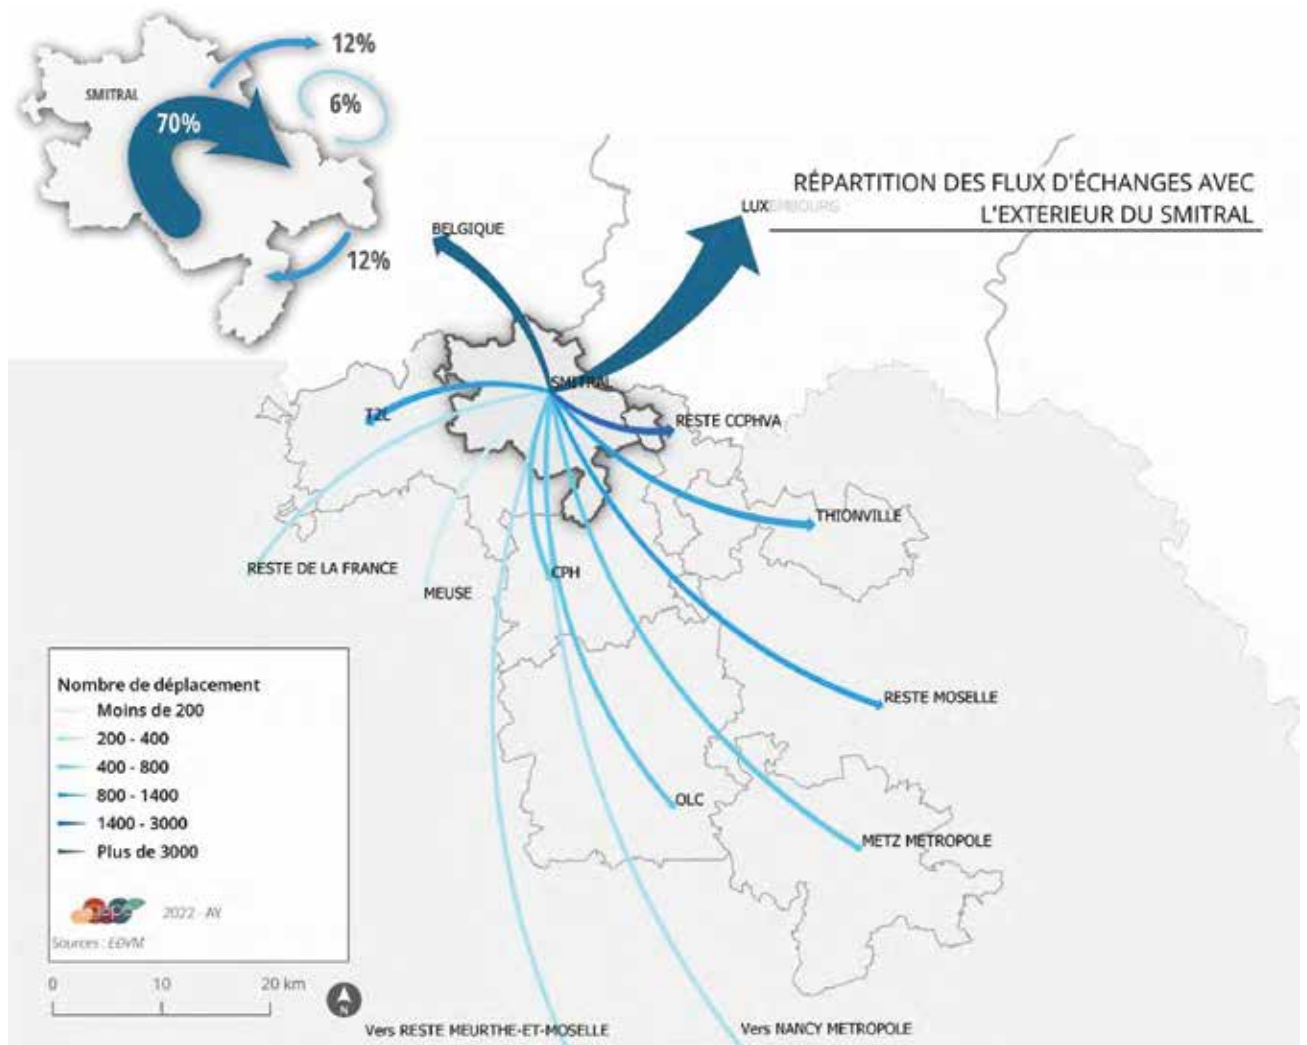 12%
SMITRAL
6%
70%
RÉPARTITION DES FLUX D'ÉCHANGES AVEC
L'EXTERIEUR DU SMITRAL
LUXEMBOURG
BELGIQUE
12%
SMITRAL
T2L
RESTE CCPHVA
THIONVILLE
RESTE DE LA FRANCE
CPH
MEUSE
Nombre de déplacement
Moins de 200
200 - 400
400 - 800
800 - 1400
1400 - 3000
Plus de 3000
2022 - AY
Sources : EGVM
RESTE MOSELLE
OLC
METZ METROPOLE
0 10 20 km
N
Vers RESTE MEURTHE-ET-MOSELLE
Vers NANCY METROPOLE